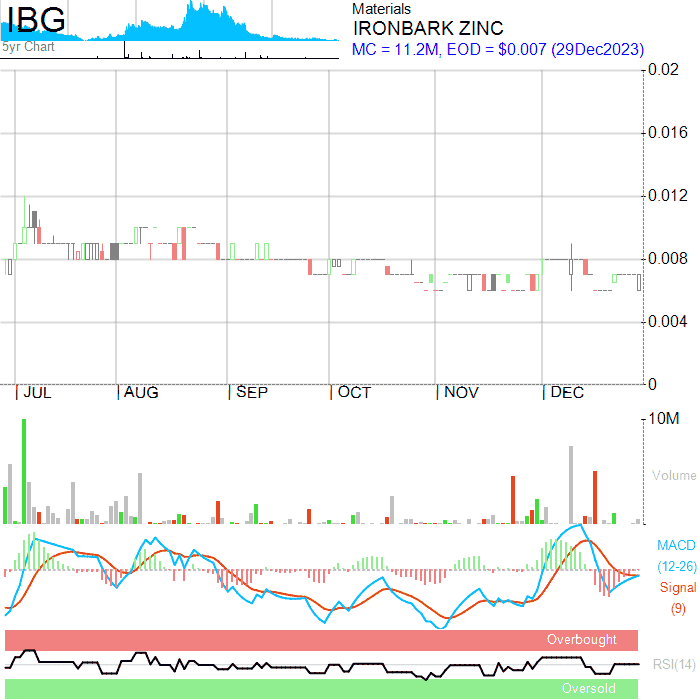 IBG
5yr Chart
Materials
IRONBARK ZINC
MC = 11.2M, EOD = $0.007 (29Dec2023)
0.02
0.016
0.012
0.008
0.004
0
JUL AUG SEP OCT NOV DEC
10M
Volume
MACD
(12-26)
Signal
(9)
Overbought
RSI(14)
Oversold